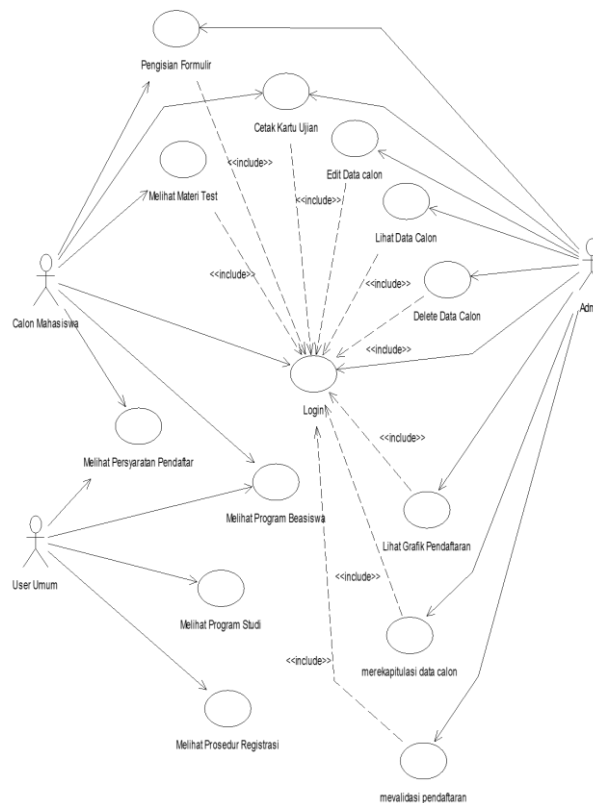 Pengisian Formulir
Cetak Kartu Ujian
<<include>>
Edit Data calon
Melihat Materi Test
<<include>>
Lihat Data Calon
<<include>>
<<include>>
Calon Mahasiswa
Delete Data Calon
Adm
<<include>>
Login
<<include>>
Melihat Persyaratan Pendaftar
Melihat Program Beasiswa
Lihat Grafik Pendaftaran
User Umum
<<include>>
Melihat Program Studi
<<include>>
merekapitulasi data calon
Melihat Prosedur Registrasi
mevalidasi pendaftaran